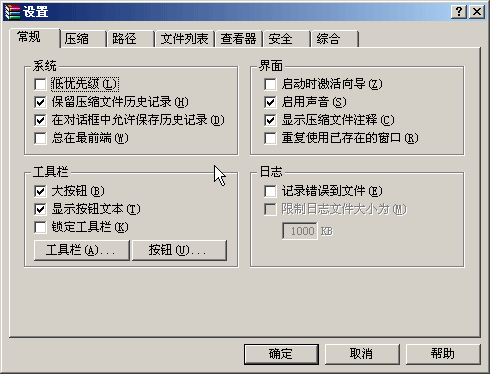 设置
常规 压缩 路径 文件列表 查看器 安全 综合
系统
低优先级(L)
保留压缩文件历史记录(H)
在对话框中允许保存历史记录(D)
总在最前端(W)
界面
启动时激活向导(Z)
启用声音(S)
显示压缩文件注释(C)
重复使用已存在的窗口(R)
工具栏
大按钮(B)
显示按钮文本(T)
锁定工具栏(K)
工具栏(A)... 按钮(U)...
日志
记录错误到文件(E)
限制日志文件大小为(M)
1000 KB
确定 取消 帮助